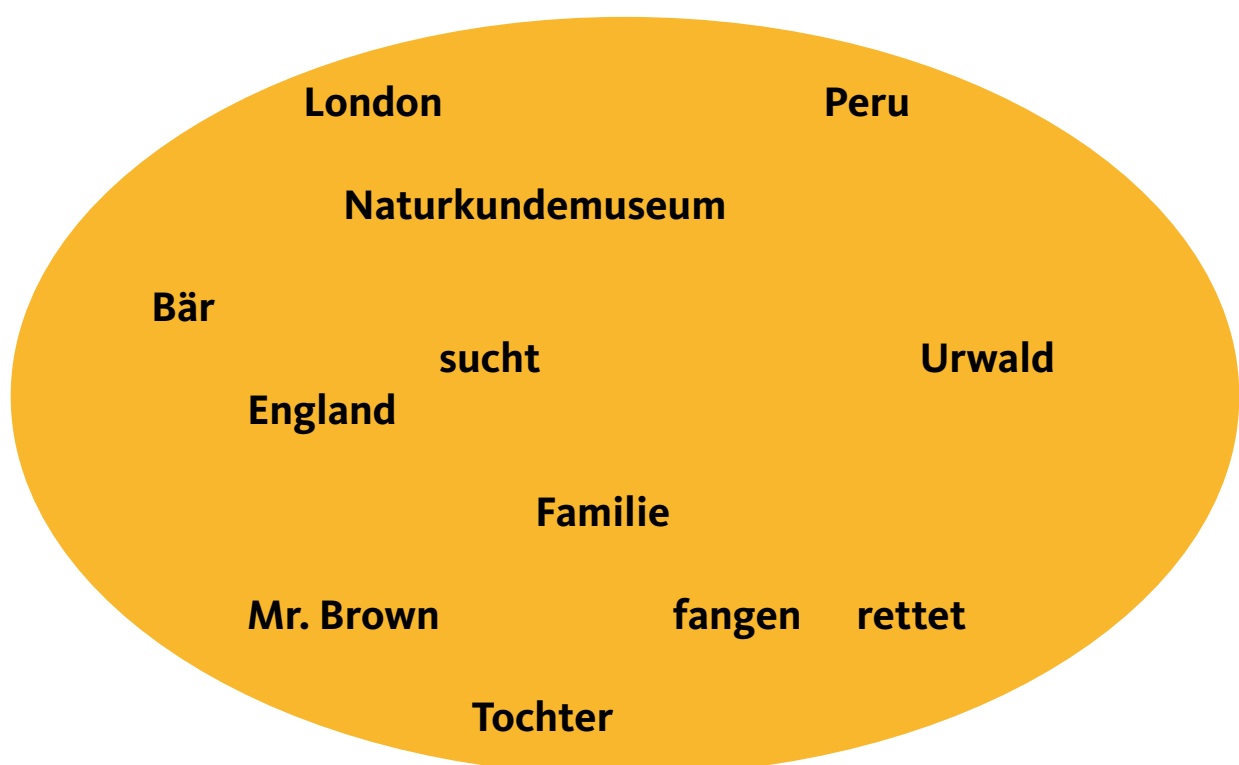 London Peru
Naturkundemuseum
Bär
sucht Urwald
England
Familie
Mr. Brown fangen rettet
Tochter